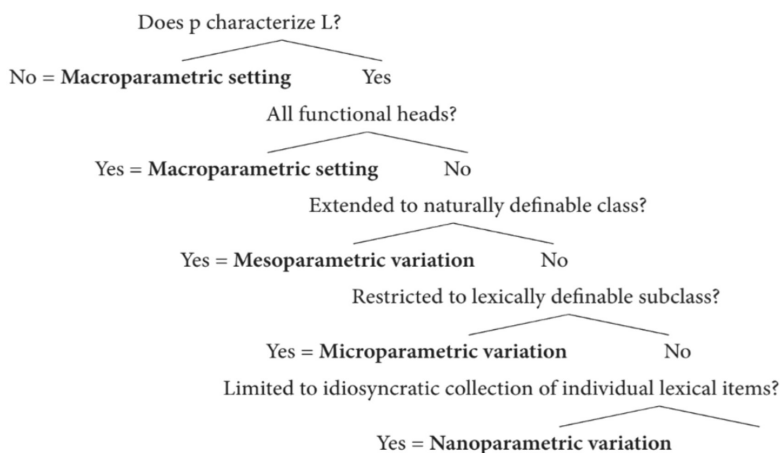 Does p characterize L?
No = Macroparametric setting Yes
All functional heads?
Yes = Macroparametric setting No
Extended to naturally definable class?
Yes = Mesoparametric variation No
Restricted to lexically definable subclass?
Yes = Microparametric variation No
Limited to idiosyncratic collection of individual lexical items?
Yes = Nanoparametric variation